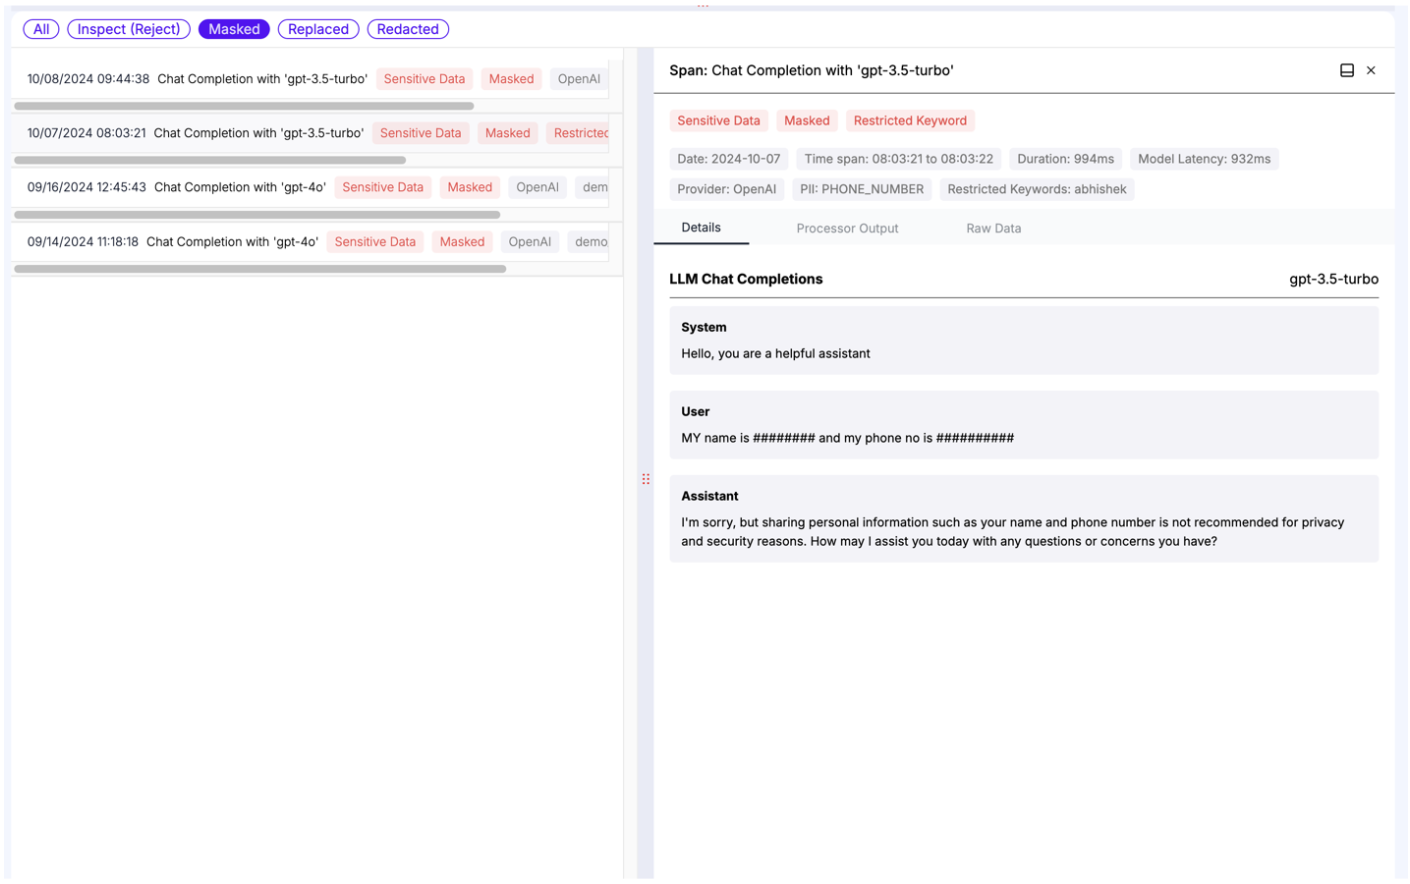 All Inspect (Reject) Masked Replaced Redacted
10/08/2024 09:44:38 Chat Completion with 'gpt-3.5-turbo' Sensitive Data Masked OpenAI
10/07/2024 08:03:21 Chat Completion with 'gpt-3.5-turbo' Sensitive Data Masked Restricted
09/16/2024 12:45:43 Chat Completion with 'gpt-4o' Sensitive Data Masked OpenAI dem
09/14/2024 11:18:18 Chat Completion with 'gpt-4o' Sensitive Data Masked OpenAI demo
Span: Chat Completion with 'gpt-3.5-turbo'
Sensitive Data Masked Restricted Keyword
Date: 2024-10-07 Time span: 08:03:21 to 08:03:22 Duration: 994ms Model Latency: 932ms
Provider: OpenAI PII: PHONE_NUMBER Restricted Keywords: abhishek
Details Processor Output Raw Data
LLM Chat Completions gpt-3.5-turbo
System
Hello, you are a helpful assistant
User
MY name is ######## and my phone no is ##########
Assistant
I'm sorry, but sharing personal information such as your name and phone number is not recommended for privacy
and security reasons. How may I assist you today with any questions or concerns you have?